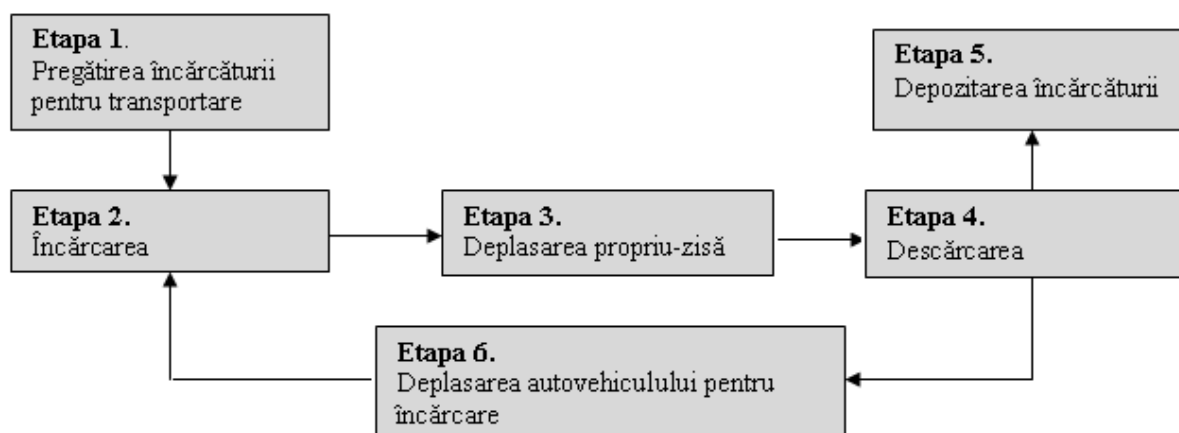 Etapa 1.
Pregătirea încărcăturii
pentru transportare
Etapa 5.
Depozitarea încărcăturii
Etapa 2.
Încărcarea
Etapa 3.
Deplasarea propriu-zisă
Etapa 4.
Descărcarea
Etapa 6.
Deplasarea autovehiculului pentru
încărcare